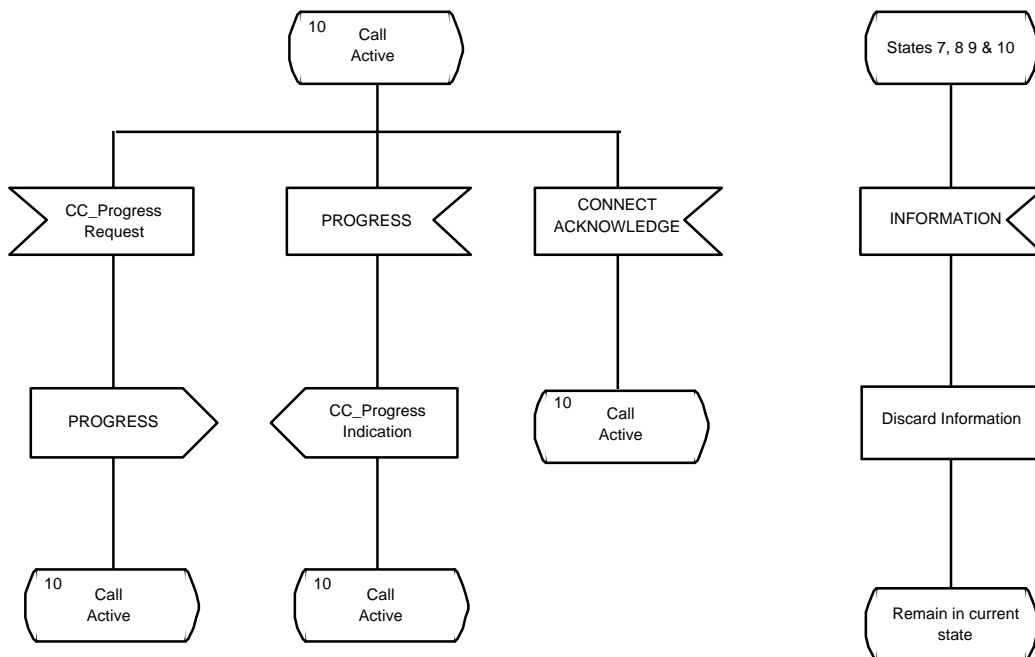 10
Call
Active
States 7, 8 9 & 10
CC_Progress
Request
PROGRESS
CONNECT
ACKNOWLEDGE
INFORMATION
PROGRESS
CC_Progress
Indication
10
Call
Active
Discard Information
10
Call
Active
10
Call
Active
Remain in current
state